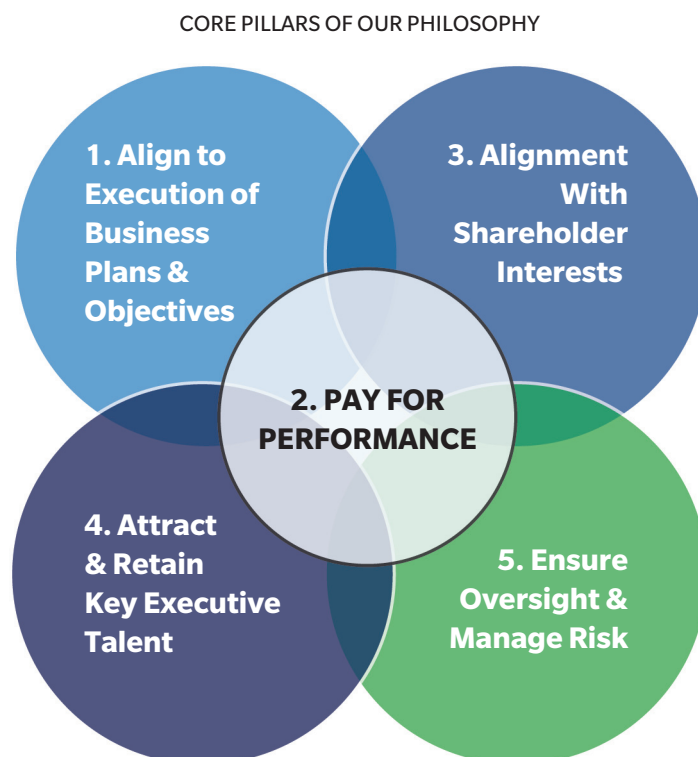 CORE PILLARS OF OUR PHILOSOPHY
1. Align to
Execution of
Business
Plans &
Objectives
3. Alignment
With
Shareholder
Interests
2. PAY FOR
PERFORMANCE
4. Attract
& Retain
Key Executive
Talent
5. Ensure
Oversight &
Manage Risk